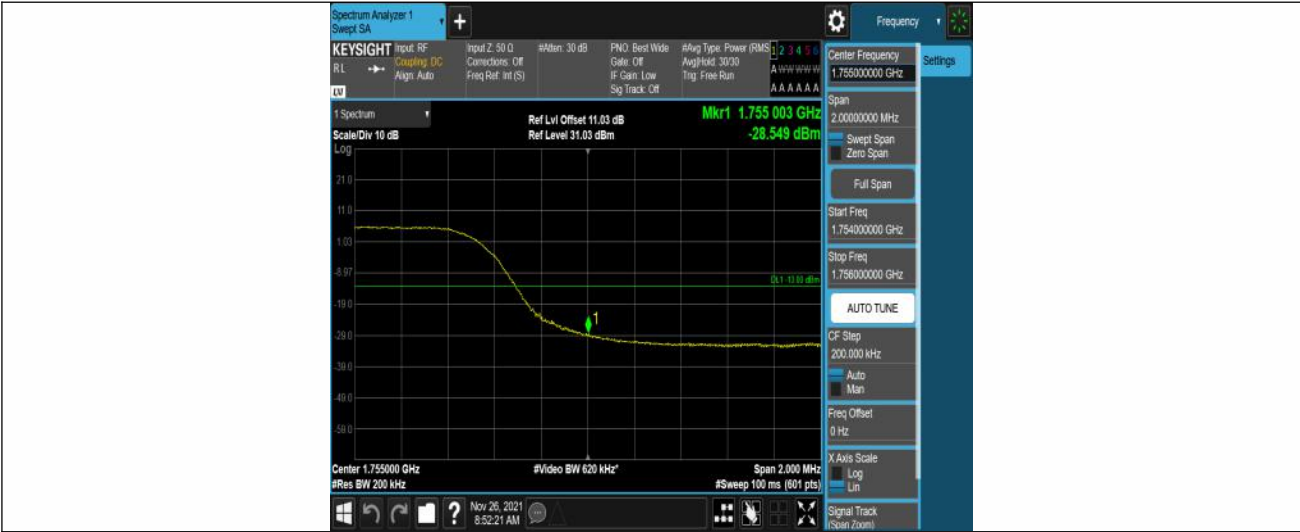 Spectrum Analyzer 1
Swept SA
+
Frequency
KEYSIGHT
RL
Input: RF
Coupling: DC
Align: Auto
Input Z: 50 Ω
Corrections: Off
Freq Ref: Int (S)
#Atten: 30 dB
PNO: Best Wide
Gate: Off
IF Gain: Low
Sig Track: Off
#Avg Type: Power (RMS
Avg|Hold: 30/30
Trig: Free Run
1 2 3 4 5 6
A W W W W W
A A A A A A
LV
1 Spectrum
Scale/Div 10 dB
Log
Ref Lvl Offset 11.03 dB
Ref Level 31.03 dBm
Mkr1 1.755 003 GHz
-28.549 dBm
21.0
11.0
1.03
-8.97
DL1 -13.00 dBm
-19.0
1
-29.0
-39.0
-49.0
-59.0
Center 1.755000 GHz
#Res BW 200 kHz
#Video BW 620 kHz*
Span 2.000 MHz
#Sweep 100 ms (601 pts)
?
Nov 26, 2021
8:52:21 AM
Center Frequency
1.755000000 GHz
Settings
Span
2.00000000 MHz
Swept Span
Zero Span
Full Span
Start Freq
1.754000000 GHz
Stop Freq
1.756000000 GHz
AUTO TUNE
CF Step
200.000 kHz
Auto
Man
Freq Offset
0 Hz
X Axis Scale
Log
Lin
Signal Track
(Span Zoom)